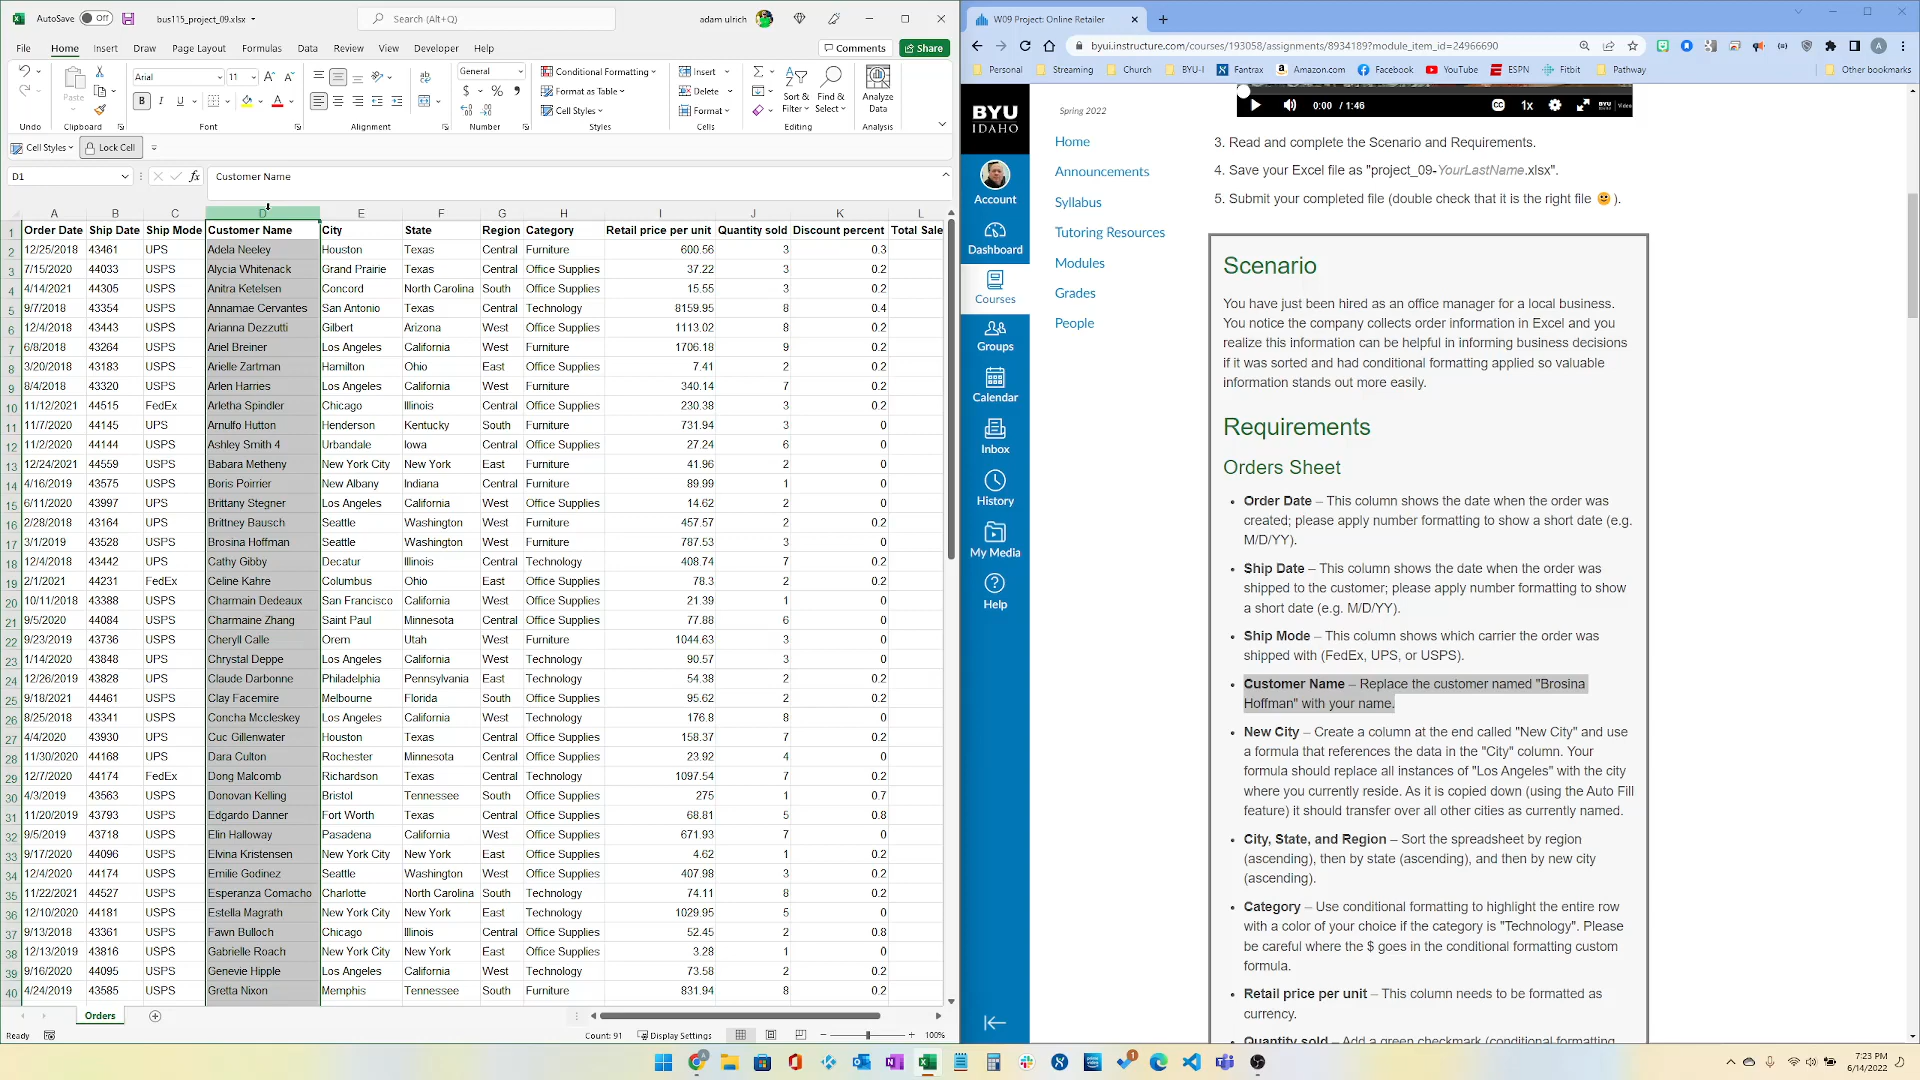 AutoSave Off bus115_project_09.xlsx Search (Alt+Q) adam ulrich
File Home Insert Draw Page Layout Formulas Data Review View Developer Help Comments Share
Paste Arial 11 General Conditional Formatting Insert Sort & Find & Analyze
B I U Format as Table Delete Filter Select Data
Cell Styles Format
Undo Clipboard Font Alignment Number Styles Cells Editing Analysis
Cell Styles Lock Cell
D1 fx Customer Name
A B C D E F G H I J K L
1 Order Date Ship Date Ship Mode Customer Name City State Region Category Retail price per unit Quantity sold Discount percent Total Sale
2 12/25/2018 43461 UPS Adela Neeley Houston Texas Central Furniture 600.56 3 0.3
3 7/15/2020 44033 USPS Alycia Whitenack Grand Prairie Texas Central Office Supplies 37.22 3 0.2
4 4/14/2021 44305 USPS Anitra Ketelsen Concord North Carolina South Office Supplies 15.55 3 0.2
5 9/7/2018 43354 USPS Annamae Cervantes San Antonio Texas Central Technology 8159.95 8 0.4
6 12/4/2018 43443 USPS Arianna Dezzutti Gilbert Arizona West Office Supplies 1113.02 8 0.2
7 6/8/2018 43264 USPS Ariel Breiner Los Angeles California West Furniture 1706.18 9 0.2
8 3/20/2018 43183 UPS Arielle Zartman Hamilton Ohio East Office Supplies 7.41 2 0.2
9 8/4/2018 43320 USPS Arlen Harries Los Angeles California West Furniture 340.14 7 0.2
10 11/12/2021 44515 FedEx Arletha Spindler Chicago Illinois Central Office Supplies 230.38 3 0.2
11 11/7/2020 44145 UPS Arnulfo Hutton Henderson Kentucky South Furniture 731.94 3 0
12 11/2/2020 44144 USPS Ashley Smith 4 Urbandale Iowa Central Office Supplies 27.24 6 0
13 12/24/2021 44559 USPS Babara Metheny New York City New York East Furniture 41.96 2 0
14 4/16/2019 43575 USPS Boris Poirrier New Albany Indiana Central Furniture 89.99 1 0
15 6/11/2020 43997 UPS Brittany Stegner Los Angeles California West Office Supplies 14.62 2 0
16 2/28/2018 43164 UPS Brittney Bausch Seattle Washington West Furniture 457.57 2 0.2
17 3/1/2019 43528 USPS Brosina Hoffman Seattle Washington West Furniture 787.53 3 0
18 12/4/2018 43442 UPS Cathy Gibby Decatur Illinois Central Technology 408.74 7 0.2
19 2/1/2021 44231 FedEx Celine Kahre Columbus Ohio East Office Supplies 78.3 2 0.2
20 10/11/2018 43388 USPS Charmain Dedeaux San Francisco California West Office Supplies 21.39 1 0
21 9/5/2020 44084 USPS Charmaine Zhang Saint Paul Minnesota Central Office Supplies 77.88 6 0
22 9/23/2019 43736 USPS Cheryll Calle Orem Utah West Furniture 1044.63 3 0
23 1/14/2020 43848 UPS Chrystal Deppe Los Angeles California West Technology 90.57 3 0
24 12/26/2019 43828 UPS Claude Darbonne Philadelphia Pennsylvania East Technology 54.38 2 0.2
25 9/18/2021 44461 USPS Clay Facemire Melbourne Florida South Office Supplies 95.62 2 0.2
26 8/25/2018 43341 USPS Concha Mccleskey Los Angeles California West Technology 176.8 8 0
27 4/4/2020 43930 UPS Cuc Gillenwater Houston Texas Central Office Supplies 158.37 7 0.2
28 11/30/2020 44168 UPS Dara Culton Rochester Minnesota Central Office Supplies 23.92 4 0
29 12/7/2020 44174 FedEx Dong Malcomb Richardson Texas Central Technology 1097.54 7 0.2
30 4/3/2019 43563 USPS Donovan Kelling Bristol Tennessee South Office Supplies 275 1 0.7
31 11/20/2019 43793 UPS Edgardo Danner Fort Worth Texas Central Office Supplies 68.81 5 0.8
32 9/5/2019 43718 UPS Elin Halloway Pasadena California West Office Supplies 671.93 7 0
33 9/17/2020 44096 USPS Elvina Kristensen New York City New York East Office Supplies 4.62 1 0.2
34 12/4/2020 44174 USPS Emilie Godinez Seattle Washington West Office Supplies 407.98 3 0.2
35 11/22/2021 44527 USPS Esperanza Comacho Charlotte North Carolina South Technology 74.11 8 0.2
36 12/10/2020 44181 USPS Estella Magrath New York City New York East Technology 1029.95 5 0
37 9/13/2018 43361 USPS Fawn Bulloch Chicago Illinois Central Office Supplies 52.45 2 0.8
38 12/13/2019 43816 USPS Gabrielle Roach New York City New York East Office Supplies 3.28 1 0
39 9/16/2020 44095 USPS Genevie Hipple Los Angeles California West Technology 73.58 2 0.2
40 4/24/2019 43585 USPS Gretta Nixon Memphis Tennessee South Furniture 831.94 8 0.2
Orders
Ready Count: 91 Display Settings 100%
W09 Project: Online Retailer
byui.instructure.com/courses/193058/assignments/8934189?module_item_id=24966690
Personal Streaming Church BYU-I Fantrax Amazon.com Facebook YouTube ESPN Fitbit Pathway Other bookmarks
BYU
IDAHO
Account
Dashboard
Courses
Groups
Calendar
Inbox
History
My Media
Help
Spring 2022
Home
Announcements
Syllabus
Tutoring Resources
Modules
Grades
People
0:00 / 1:46 CC 1x
3. Read and complete the Scenario and Requirements.
4. Save your Excel file as "project_09-YourLastName.xlsx".
5. Submit your completed file (double check that it is the right file 🙂 ).
Scenario
You have just been hired as an office manager for a local business.
You notice the company collects order information in Excel and you
realize this information can be helpful in informing business decisions
if it was sorted and had conditional formatting applied so valuable
information stands out more easily.
Requirements
Orders Sheet
• Order Date – This column shows the date when the order was
created; please apply number formatting to show a short date (e.g.
M/D/YY).
• Ship Date – This column shows the date when the order was
shipped to the customer; please apply number formatting to show
a short date (e.g. M/D/YY).
• Ship Mode – This column shows which carrier the order was
shipped with (FedEx, UPS, or USPS).
• Customer Name – Replace the customer named "Brosina
Hoffman" with your name.
• New City – Create a column at the end called "New City" and use
a formula that references the data in the "City" column. Your
formula should replace all instances of "Los Angeles" with the city
where you currently reside. As it is copied down (using the Auto Fill
feature) it should transfer over all other cities as currently named.
• City, State, and Region – Sort the spreadsheet by region
(ascending), then by state (ascending), and then by new city
(ascending).
• Category – Use conditional formatting to highlight the entire row
with a color of your choice if the category is "Technology". Please
be careful where the $ goes in the conditional formatting custom
formula.
• Retail price per unit – This column needs to be formatted as
currency.
• Quantity sold – Add a green checkmark (conditional formatting
7:23 PM
6/14/2022